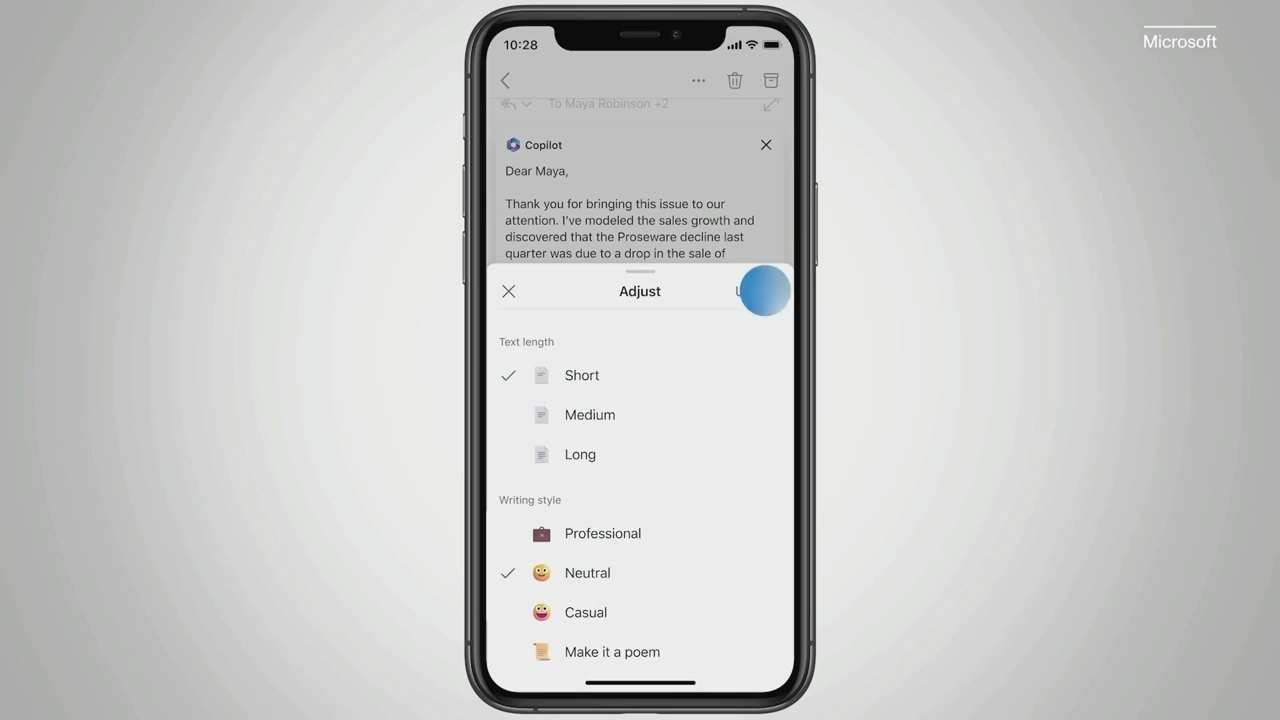 Microsoft
10:28
To Maya Robinson +2
Copilot
Dear Maya,
Thank you for bringing this issue to our
attention. I've modeled the sales growth and
discovered that the Proseware decline last
quarter was due to a drop in the sale of
Adjust
Text length
Short
Medium
Long
Writing style
Professional
Neutral
Casual
Make it a poem